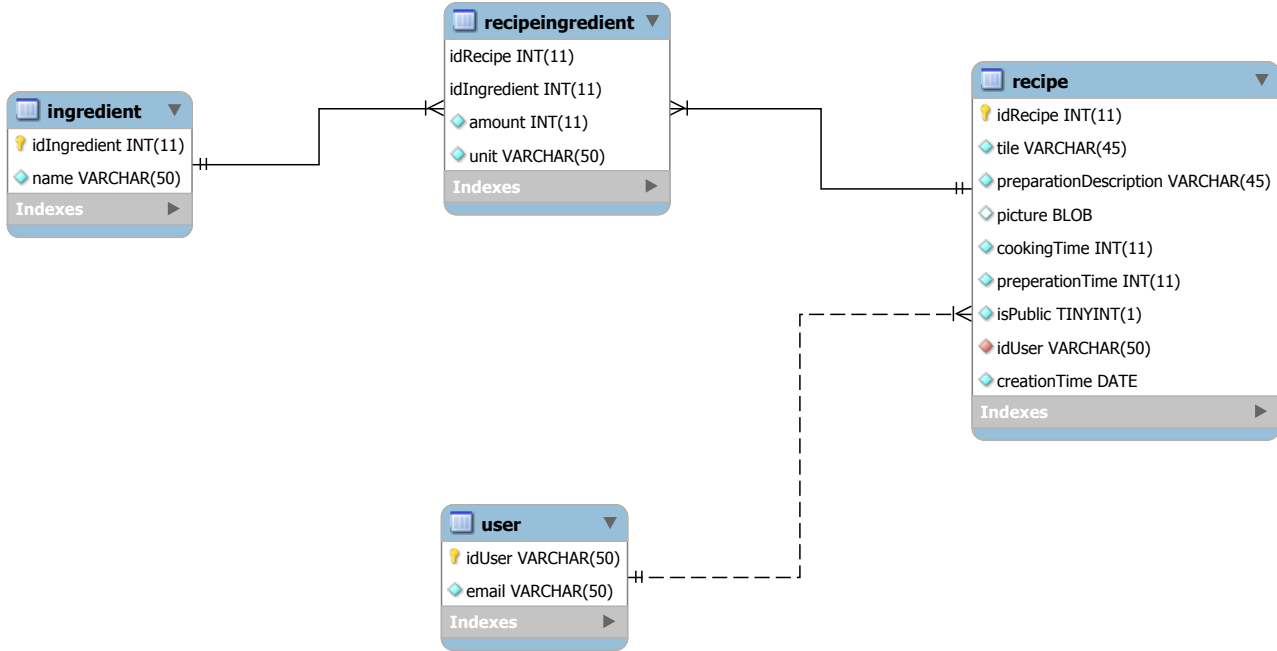 recipeingredient
idRecipe INT(11)
idIngredient INT(11)
amount INT(11)
unit VARCHAR(50)
Indexes
ingredient
idIngredient INT(11)
name VARCHAR(50)
Indexes
recipe
idRecipe INT(11)
tile VARCHAR(45)
preparationDescription VARCHAR(45)
picture BLOB
cookingTime INT(11)
preperationTime INT(11)
isPublic TINYINT(1)
idUser VARCHAR(50)
creationTime DATE
Indexes
user
idUser VARCHAR(50)
email VARCHAR(50)
Indexes